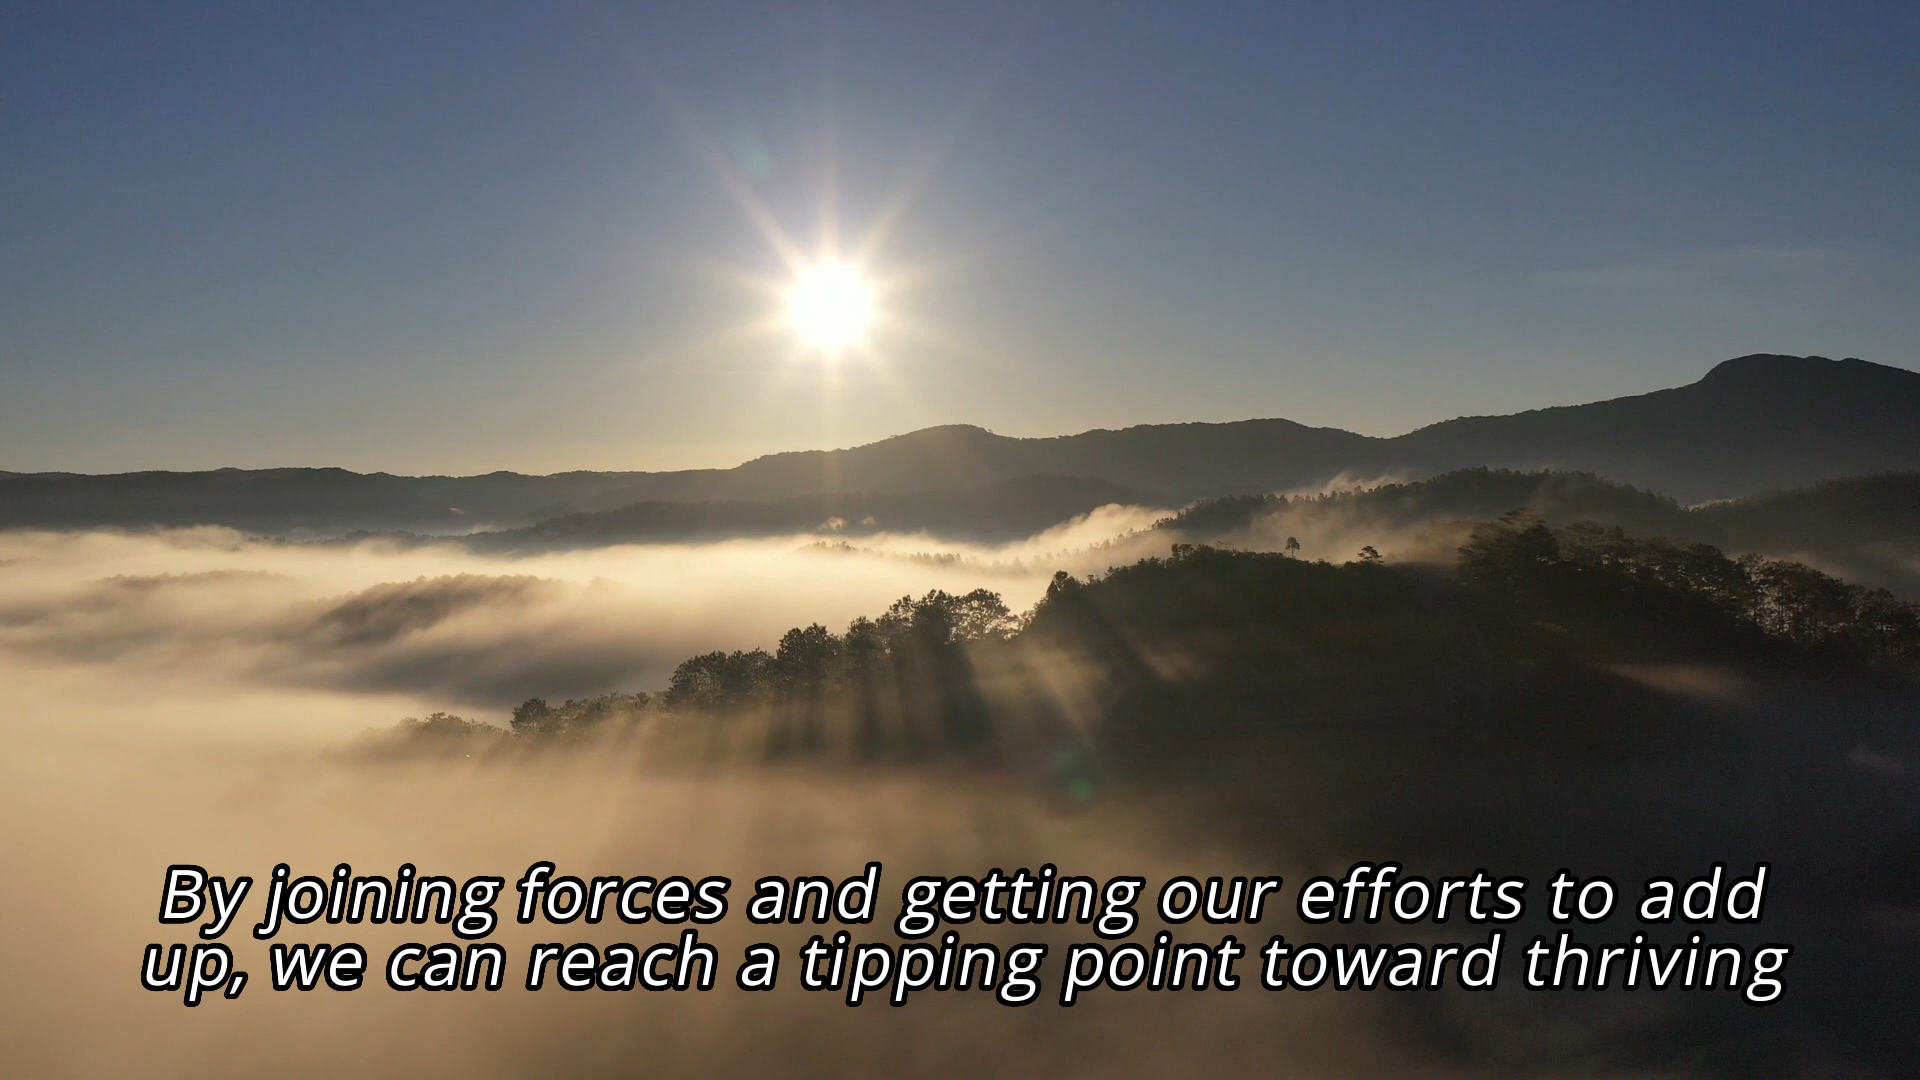 By joining forces and getting our efforts to add
up, we can reach a tipping point toward thriving